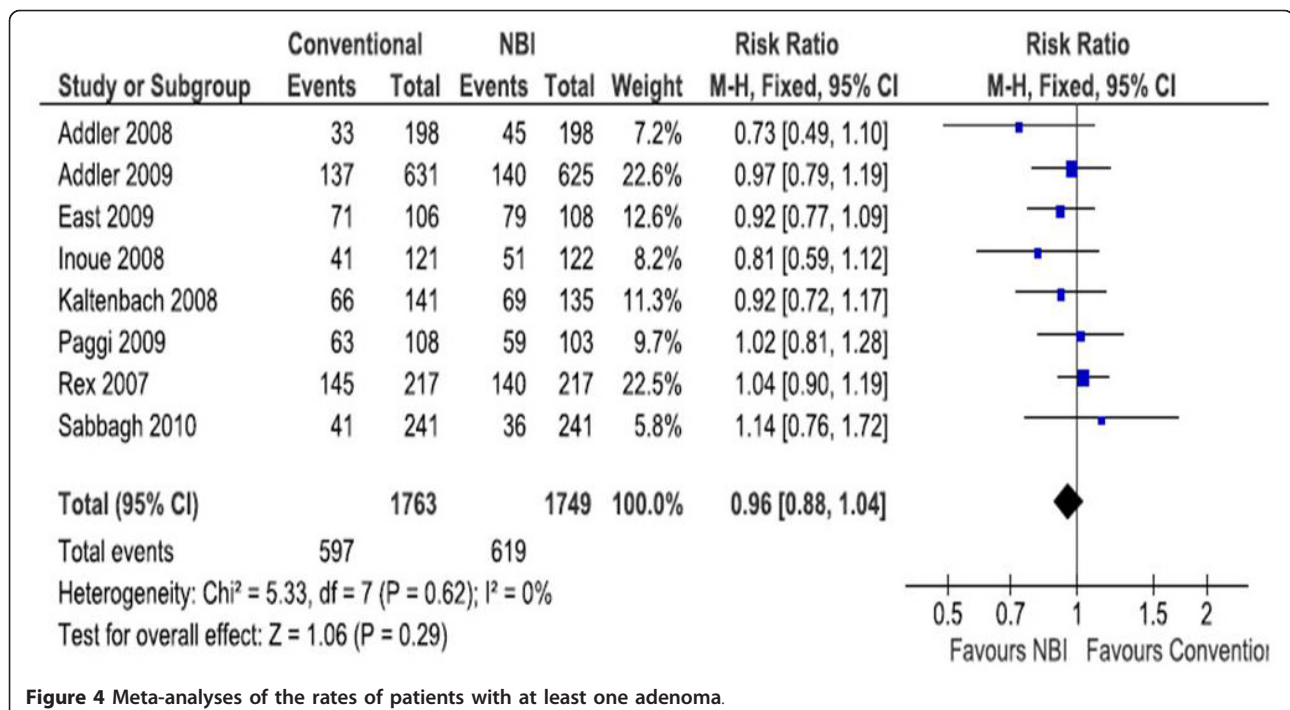 Conventional NBI Risk Ratio Risk Ratio
Study or Subgroup Events Total Events Total Weight M-H, Fixed, 95% CI M-H, Fixed, 95% CI
Addler 2008 33 198 45 198 7.2% 0.73 [0.49, 1.10]
Addler 2009 137 631 140 625 22.6% 0.97 [0.79, 1.19]
East 2009 71 106 79 108 12.6% 0.92 [0.77, 1.09]
Inoue 2008 41 121 51 122 8.2% 0.81 [0.59, 1.12]
Kaltenbach 2008 66 141 69 135 11.3% 0.92 [0.72, 1.17]
Paggi 2009 63 108 59 103 9.7% 1.02 [0.81, 1.28]
Rex 2007 145 217 140 217 22.5% 1.04 [0.90, 1.19]
Sabbagh 2010 41 241 36 241 5.8% 1.14 [0.76, 1.72]
Total (95% CI) 1763 1749 100.0% 0.96 [0.88, 1.04]
Total events 597 619
Heterogeneity: Chi² = 5.33, df = 7 (P = 0.62); I² = 0%
Test for overall effect: Z = 1.06 (P = 0.29)
0.5 0.7 1 1.5 2
Favours NBI Favours Convention
Figure 4 Meta-analyses of the rates of patients with at least one adenoma.